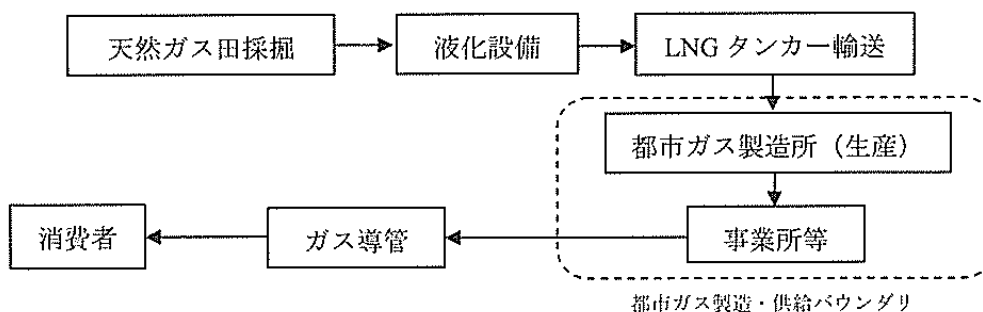 天然ガス田採掘
液化設備
LNG タンカー輸送
都市ガス製造所（生産）
事業所等
ガス導管
消費者
都市ガス製造・供給バウンダリ